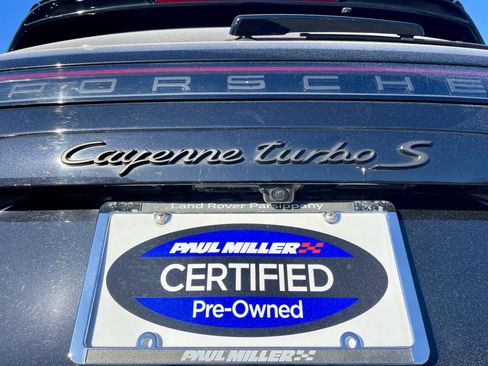 PORSCHE
Cayenne turbo S
Land Rover Parsippany
PAUL MILLER
CERTIFIED
Pre-Owned
PAUL MILLER